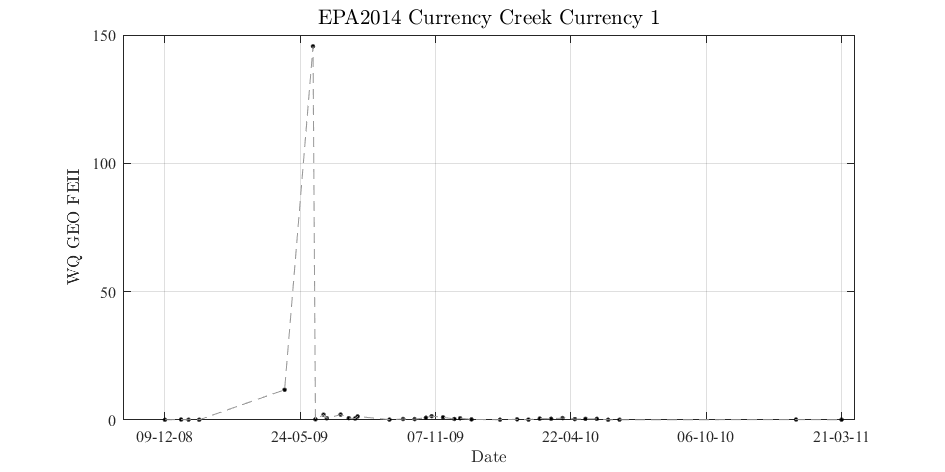 EPA2014 Currency Creek Currency 1
150
100
50
0
WQ GEO FEII
09-12-08 24-05-09 07-11-09 22-04-10 06-10-10 21-03-11
Date